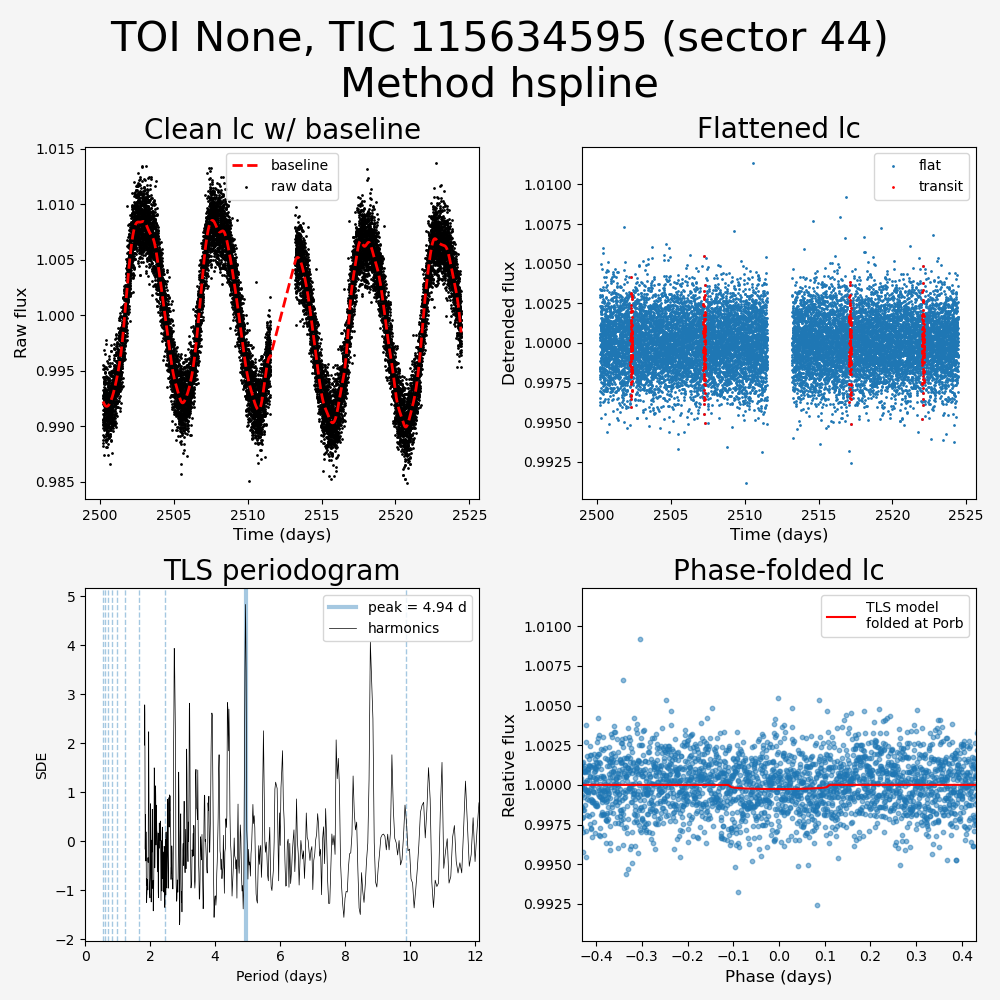 TOI None, TIC 115634595 (sector 44)
Method hspline
Clean lc w/ baseline
baseline
raw data
Raw flux
1.015
1.010
1.005
1.000
0.995
0.990
0.985
2500
2505
2510
2515
2520
2525
Time (days)
Flattened lc
flat
transit
Detrended flux
1.0100
1.0075
1.0050
1.0025
1.0000
0.9975
0.9950
0.9925
2500
2505
2510
2515
2520
2525
Time (days)
TLS periodogram
peak = 4.94 d
harmonics
SDE
5
4
3
2
1
0
−1
−2
0
2
4
6
8
10
12
Period (days)
Phase-folded lc
TLS model
folded at Porb
Relative flux
1.0100
1.0075
1.0050
1.0025
1.0000
0.9975
0.9950
0.9925
−0.4
−0.3
−0.2
−0.1
0.0
0.1
0.2
0.3
0.4
Phase (days)